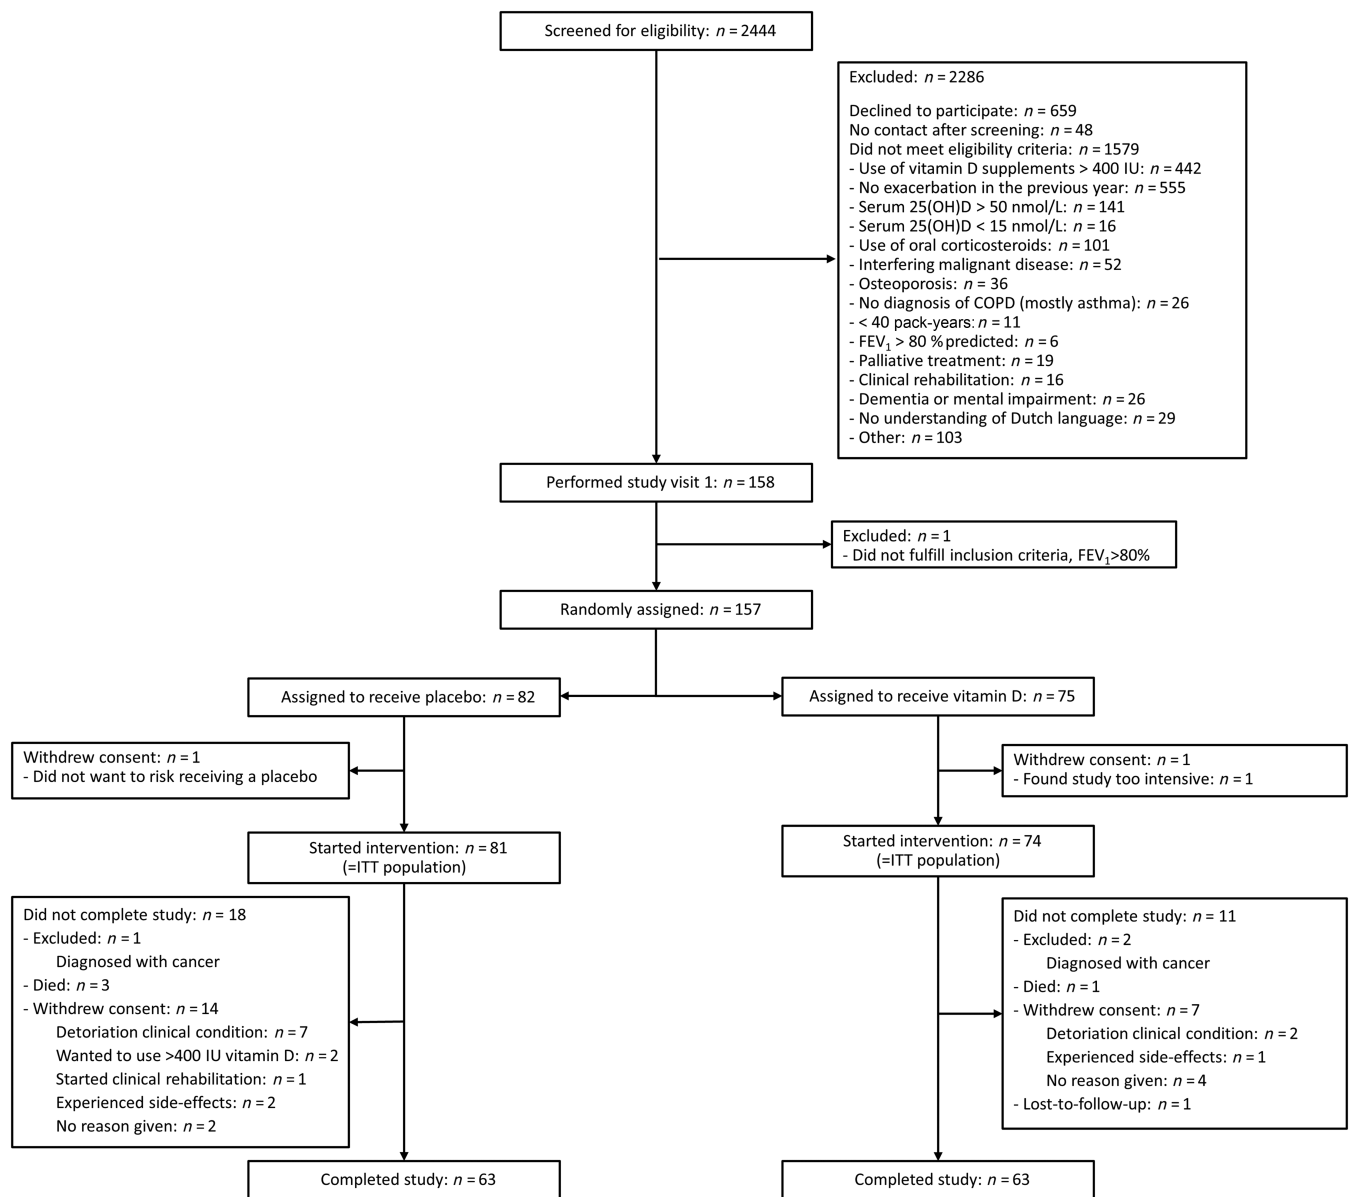 Screened for eligibility: n = 2444
Excluded: n = 2286
Declined to participate: n = 659
No contact after screening: n = 48
Did not meet eligibility criteria: n = 1579
- Use of vitamin D supplements > 400 IU: n = 442
- No exacerbation in the previous year: n = 555
- Serum 25(OH)D > 50 nmol/L: n = 141
- Serum 25(OH)D < 15 nmol/L: n = 16
- Use of oral corticosteroids: n = 101
- Interfering malignant disease: n = 52
- Osteoporosis: n = 36
- No diagnosis of COPD (mostly asthma): n = 26
- < 40 pack-years: n = 11
- FEV1 > 80 % predicted: n = 6
- Palliative treatment: n = 19
- Clinical rehabilitation: n = 16
- Dementia or mental impairment: n = 26
- No understanding of Dutch language: n = 29
- Other: n = 103
Performed study visit 1: n = 158
Excluded: n = 1
- Did not fulfill inclusion criteria, FEV1>80%
Randomly assigned: n = 157
Assigned to receive placebo: n = 82
Assigned to receive vitamin D: n = 75
Withdrew consent: n = 1
- Did not want to risk receiving a placebo
Withdrew consent: n = 1
- Found study too intensive: n = 1
Started intervention: n = 81
(=ITT population)
Started intervention: n = 74
(=ITT population)
Did not complete study: n = 18
- Excluded: n = 1
Diagnosed with cancer
- Died: n = 3
- Withdrew consent: n = 14
Detoriation clinical condition: n = 7
Wanted to use >400 IU vitamin D: n = 2
Started clinical rehabilitation: n = 1
Experienced side-effects: n = 2
No reason given: n = 2
Did not complete study: n = 11
- Excluded: n = 2
Diagnosed with cancer
- Died: n = 1
- Withdrew consent: n = 7
Detoriation clinical condition: n = 2
Experienced side-effects: n = 1
No reason given: n = 4
- Lost-to-follow-up: n = 1
Completed study: n = 63
Completed study: n = 63